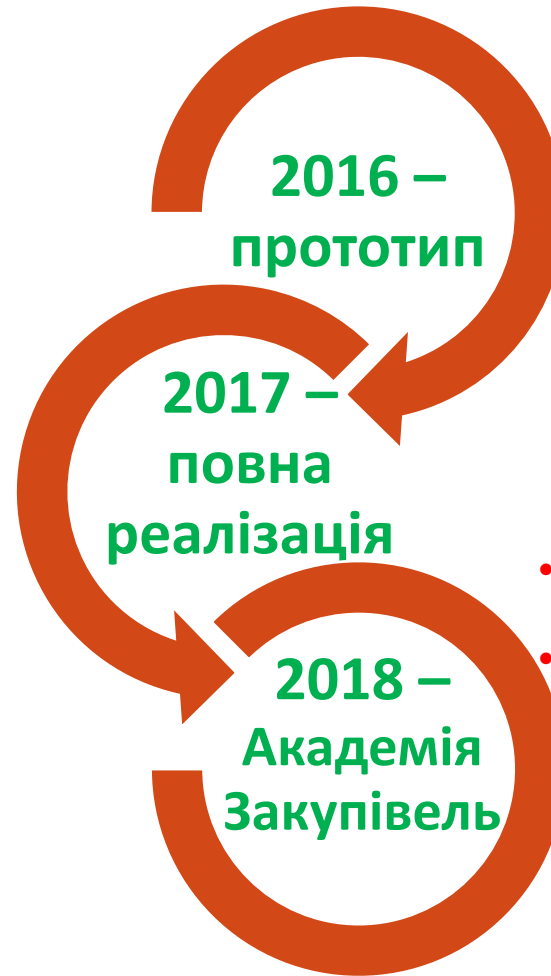 2016 –
прототип
2017 –
повна
реалізація
2018 –
Академія
Закупівель